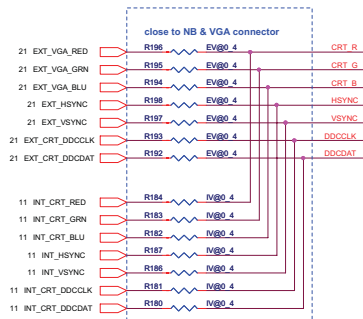 close to NB & VGA connector
21 EXT_VGA_RED R196 EV@0_4 CRT_R
21 EXT_VGA_GRN R195 EV@0_4 CRT_G
21 EXT_VGA_BLU R194 EV@0_4 CRT_B
21 EXT_HSYNC R198 EV@0_4 HSYNC
21 EXT_VSYNC R197 EV@0_4 VSYNC
21 EXT_CRT_DDCCLK R193 EV@0_4 DDCCLK
21 EXT_CRT_DDCDAT R192 EV@0_4 DDCDAT
11 INT_CRT_RED R184 IV@0_4
11 INT_CRT_GRN R183 IV@0_4
11 INT_CRT_BLU R182 IV@0_4
11 INT_HSYNC R187 IV@0_4
11 INT_VSYNC R186 IV@0_4
11 INT_CRT_DDCCLK R181 IV@0_4
11 INT_CRT_DDCDAT R180 IV@0_4